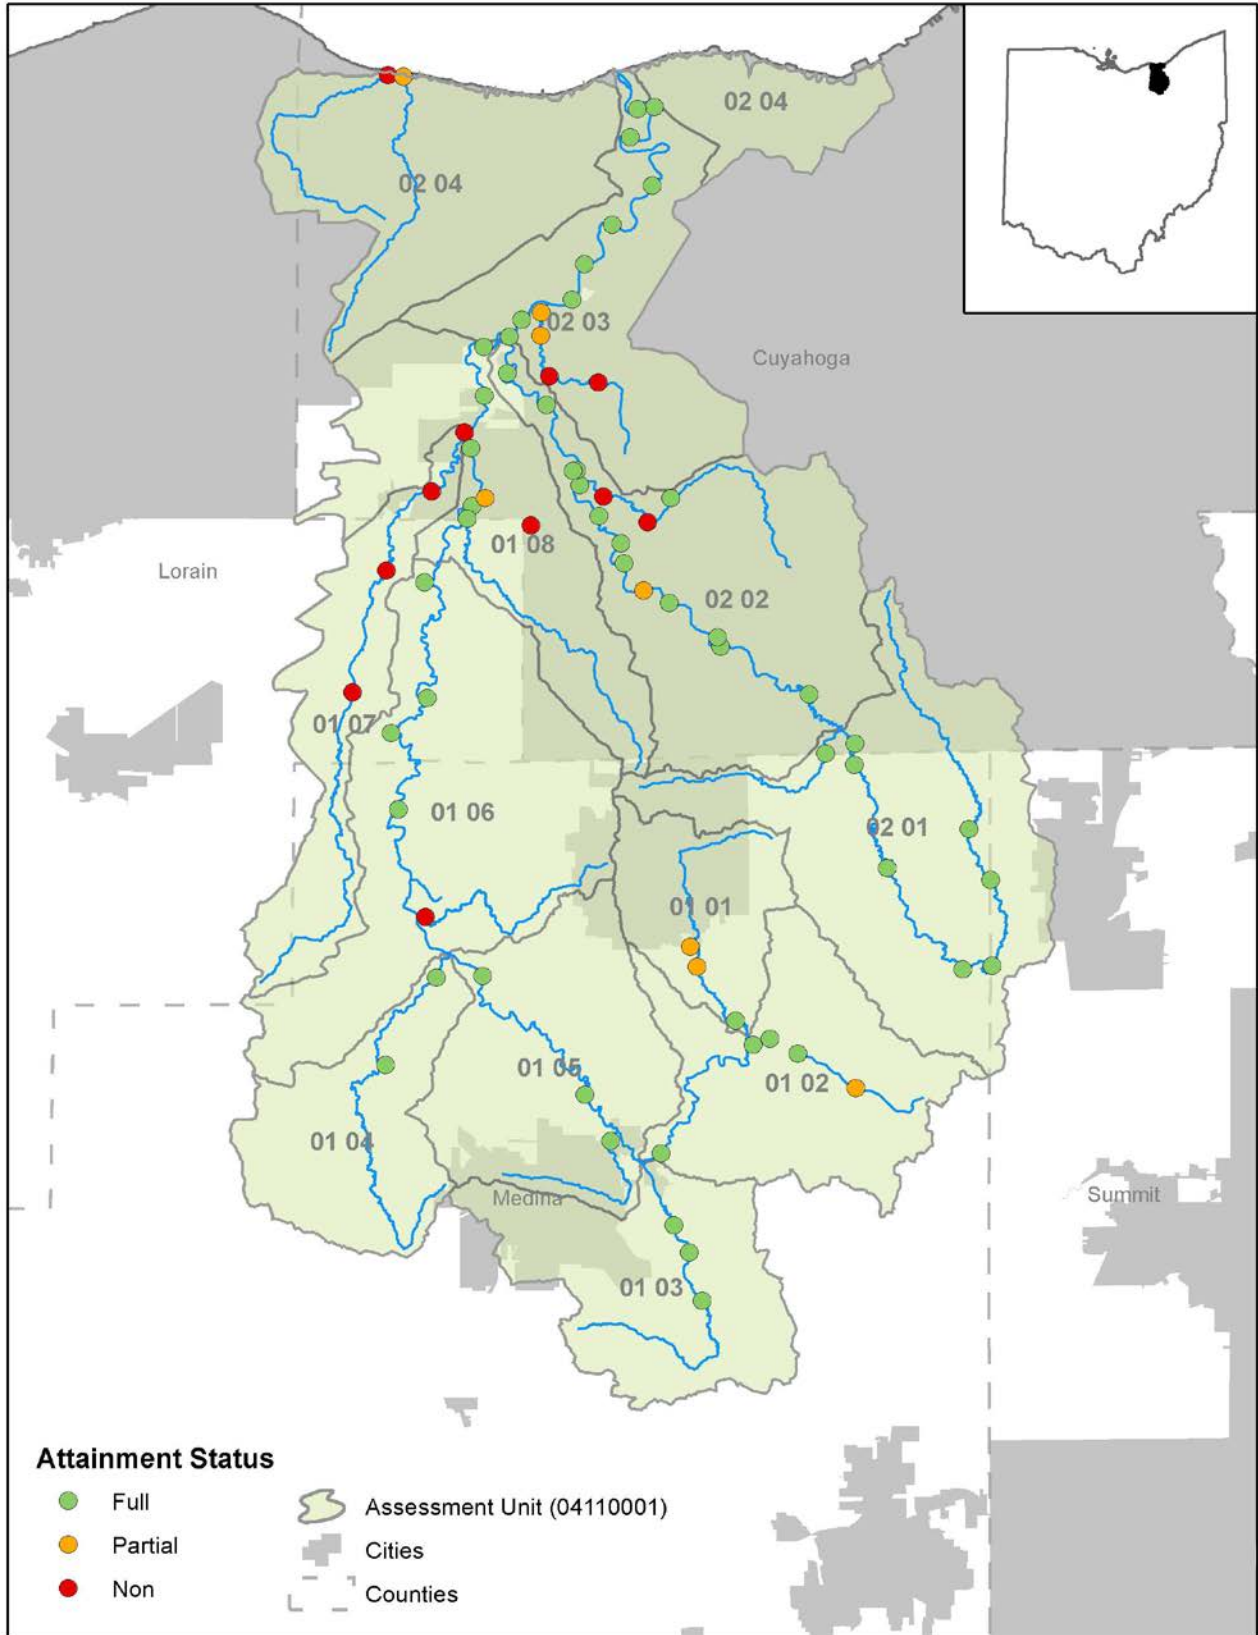 02 04
02 04
02 03
Cuyahoga
01 08
Lorain
02 02
01 07
01 06
02 01
01 01
01 05
01 02
01 04
Medina
Summit
01 03
Attainment Status
Full
Partial
Non
Assessment Unit (04110001)
Cities
Counties